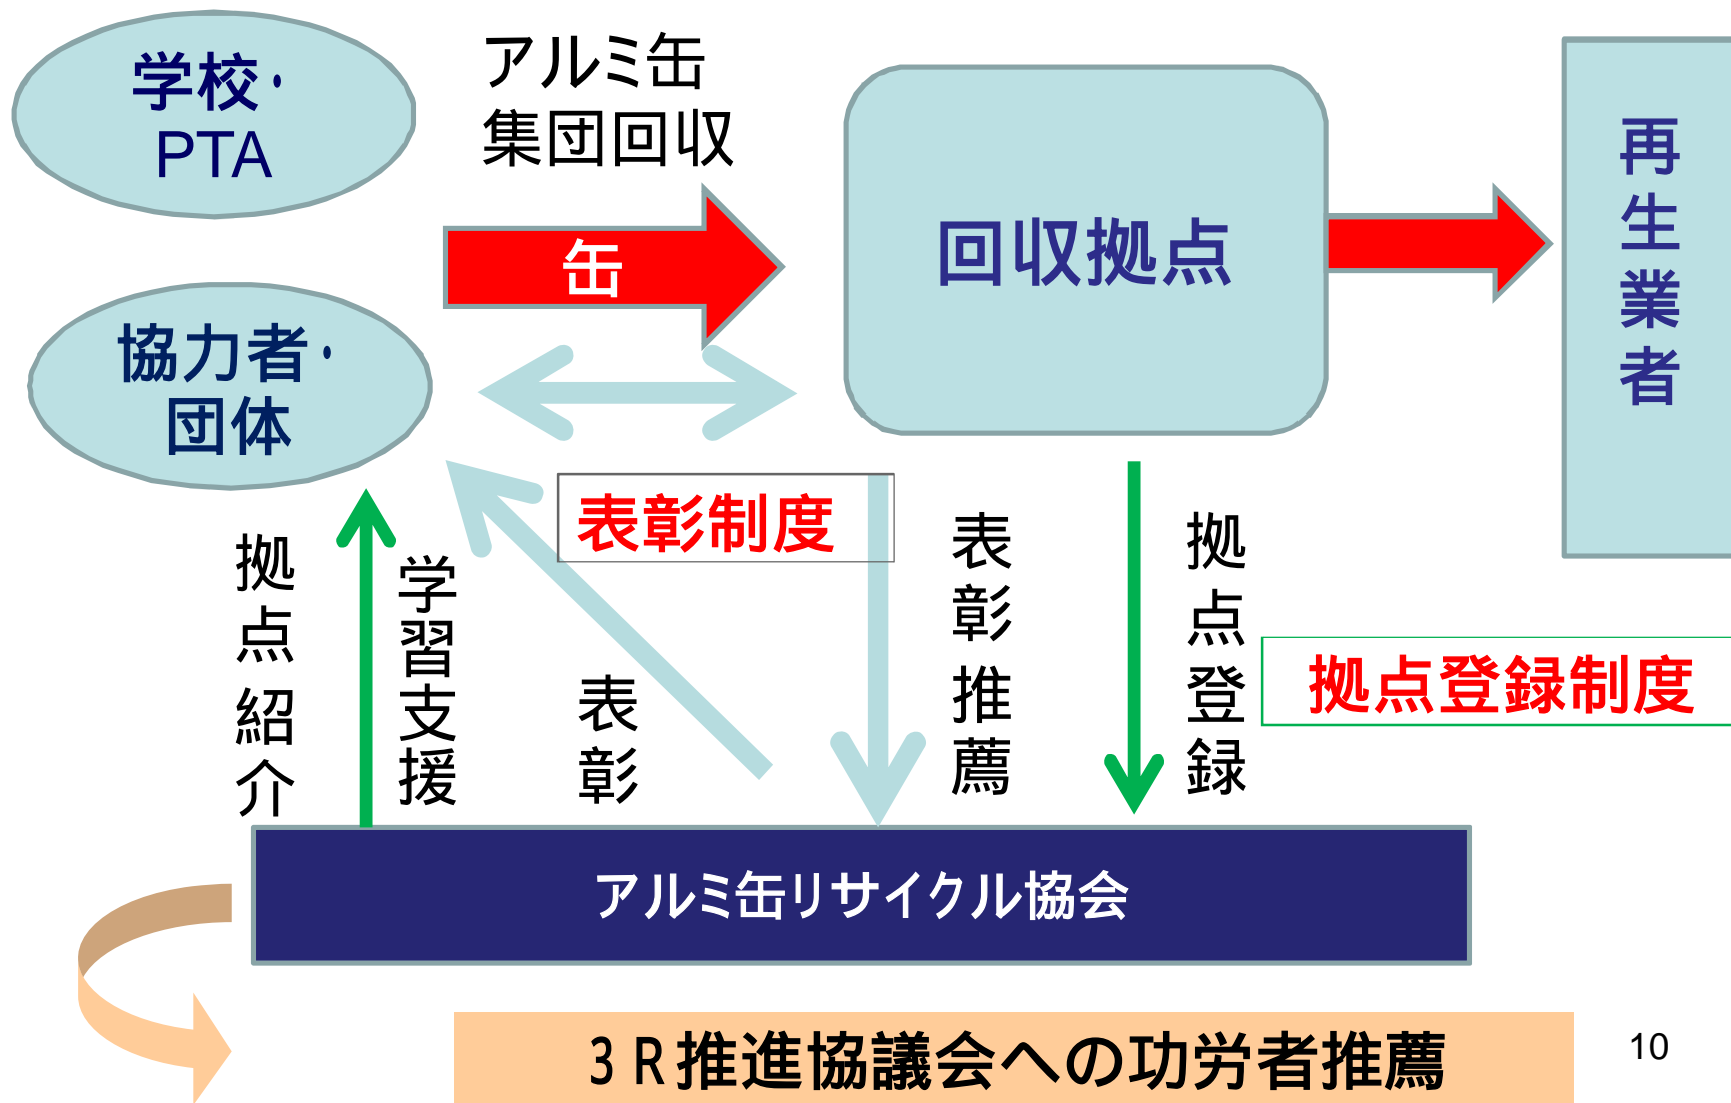 学校・
PTA
アルミ缶
集団回収
缶
回収拠点
再生業者
協力者・
団体
表彰制度
拠点紹介
学習支援
表彰
表彰推薦
拠点登録
拠点登録制度
アルミ缶リサイクル協会
3R推進協議会への功労者推薦
10